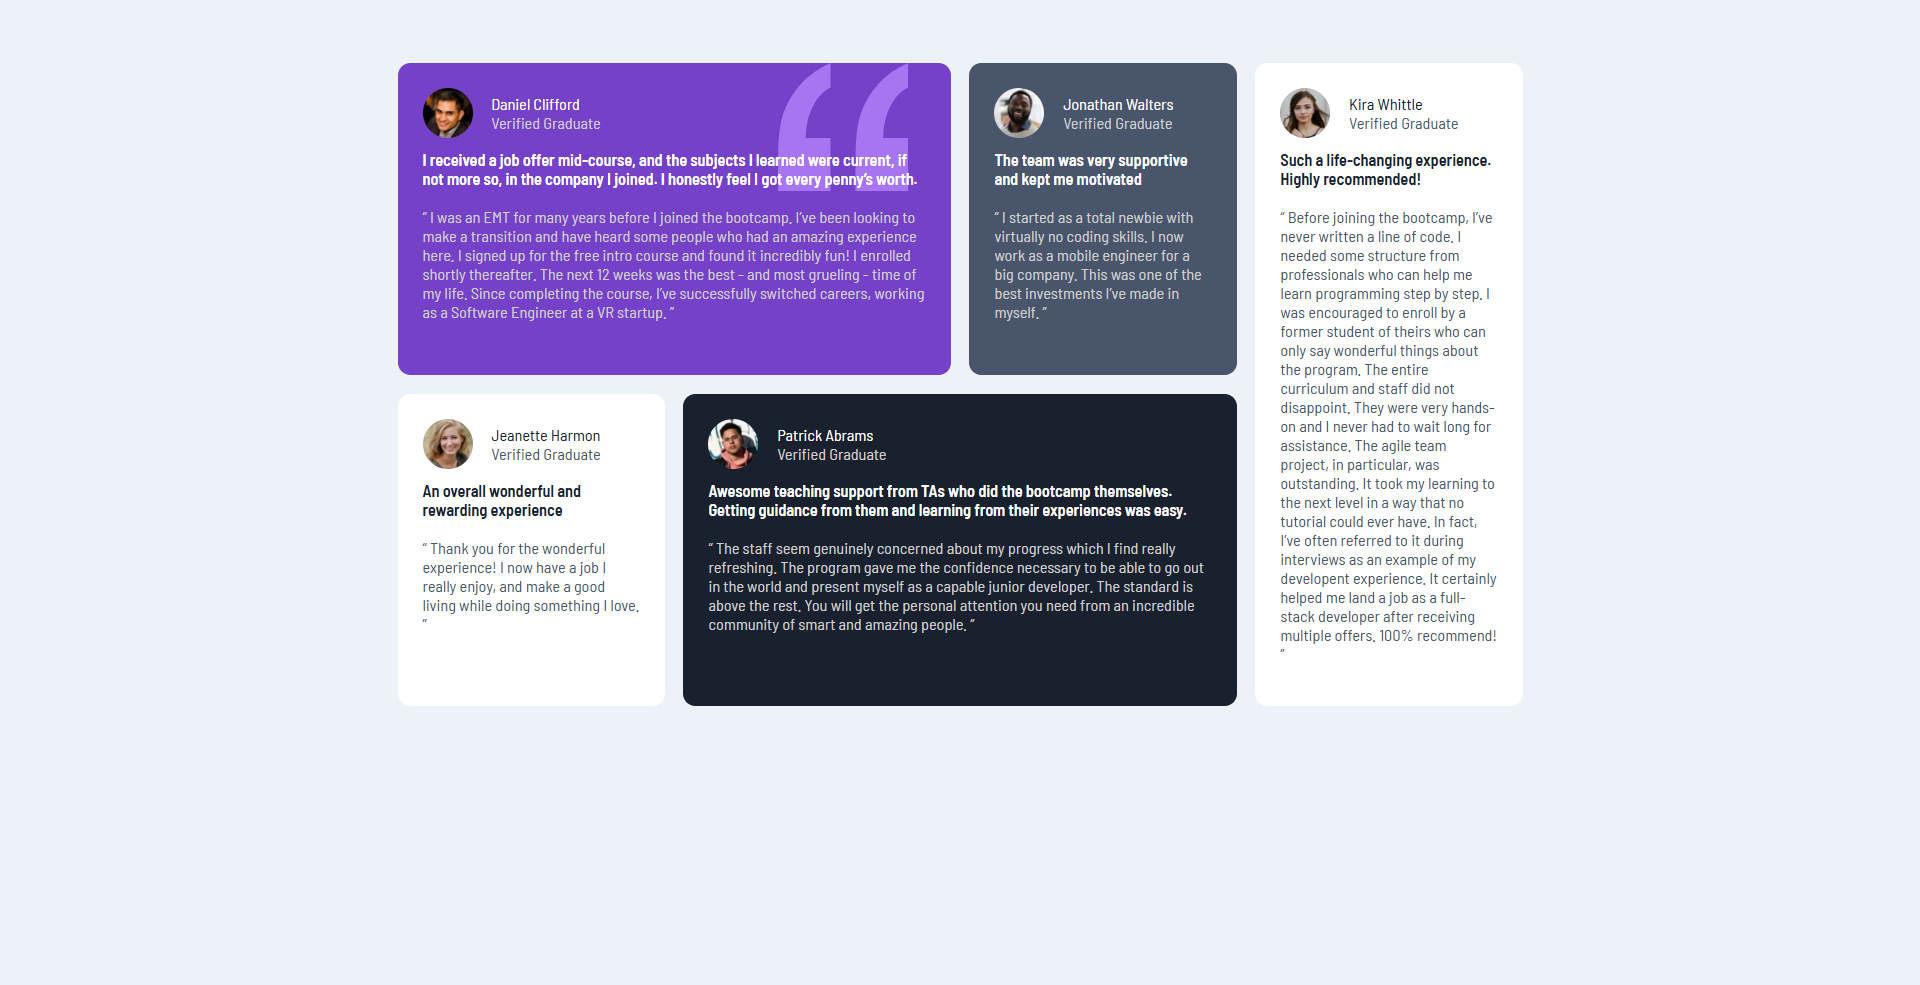 Daniel Clifford
Verified Graduate
I received a job offer mid-course, and the subjects I learned were current, if
not more so, in the company I joined. I honestly feel I got every penny’s worth.
“ I was an EMT for many years before I joined the bootcamp. I’ve been looking to
make a transition and have heard some people who had an amazing experience
here. I signed up for the free intro course and found it incredibly fun! I enrolled
shortly thereafter. The next 12 weeks was the best - and most grueling - time of
my life. Since completing the course, I’ve successfully switched careers, working
as a Software Engineer at a VR startup. ”
Jonathan Walters
Verified Graduate
The team was very supportive
and kept me motivated
“ I started as a total newbie with
virtually no coding skills. I now
work as a mobile engineer for a
big company. This was one of the
best investments I’ve made in
myself. ”
Kira Whittle
Verified Graduate
Such a life-changing experience.
Highly recommended!
“ Before joining the bootcamp, I’ve
never written a line of code. I
needed some structure from
professionals who can help me
learn programming step by step. I
was encouraged to enroll by a
former student of theirs who can
only say wonderful things about
the program. The entire
curriculum and staff did not
disappoint. They were very hands-
on and I never had to wait long for
assistance. The agile team
project, in particular, was
outstanding. It took my learning to
the next level in a way that no
tutorial could ever have. In fact,
I’ve often referred to it during
interviews as an example of my
developent experience. It certainly
helped me land a job as a full-
stack developer after receiving
multiple offers. 100% recommend!
”
Jeanette Harmon
Verified Graduate
An overall wonderful and
rewarding experience
“ Thank you for the wonderful
experience! I now have a job I
really enjoy, and make a good
living while doing something I love.
“
Patrick Abrams
Verified Graduate
Awesome teaching support from TAs who did the bootcamp themselves.
Getting guidance from them and learning from their experiences was easy.
“ The staff seem genuinely concerned about my progress which I find really
refreshing. The program gave me the confidence necessary to be able to go out
in the world and present myself as a capable junior developer. The standard is
above the rest. You will get the personal attention you need from an incredible
community of smart and amazing people. ”